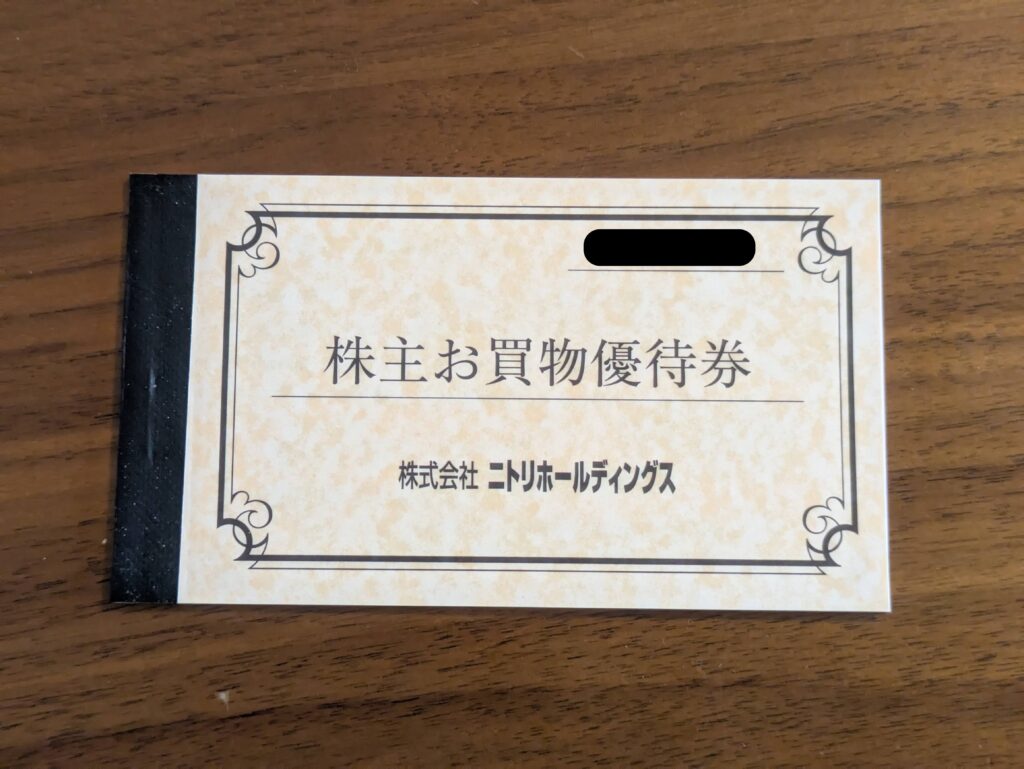 株主お買物優待券
株式会社 ニトリホールディングス